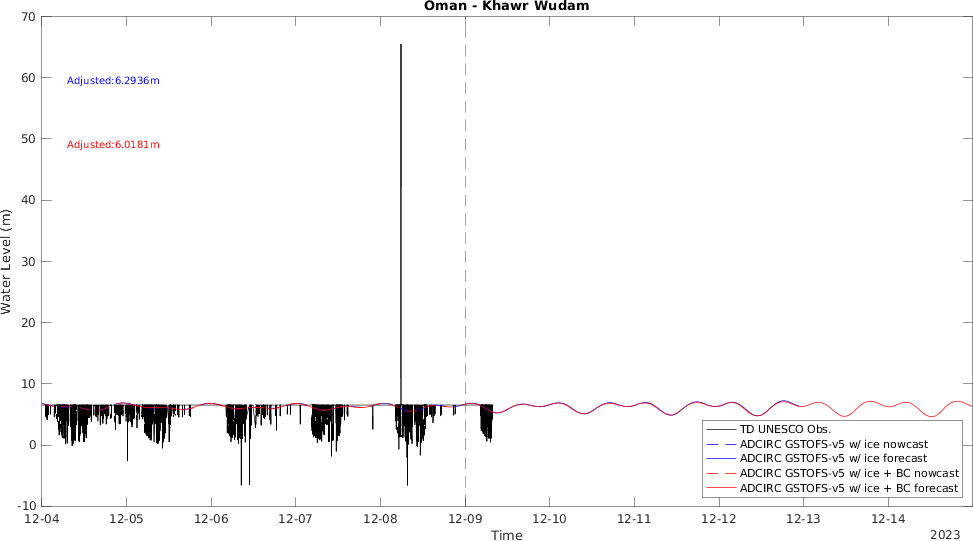 Oman - Khawr Wudam
70
60
50
40
30
20
10
0
-10
Water Level (m)
Adjusted:6.2936m
Adjusted:6.0181m
TD UNESCO Obs.
ADCIRC GSTOFS-v5 w/ ice nowcast
ADCIRC GSTOFS-v5 w/ ice forecast
ADCIRC GSTOFS-v5 w/ ice + BC nowcast
ADCIRC GSTOFS-v5 w/ ice + BC forecast
12-04 12-05 12-06 12-07 12-08 12-09 12-10 12-11 12-12 12-13 12-14
Time
2023